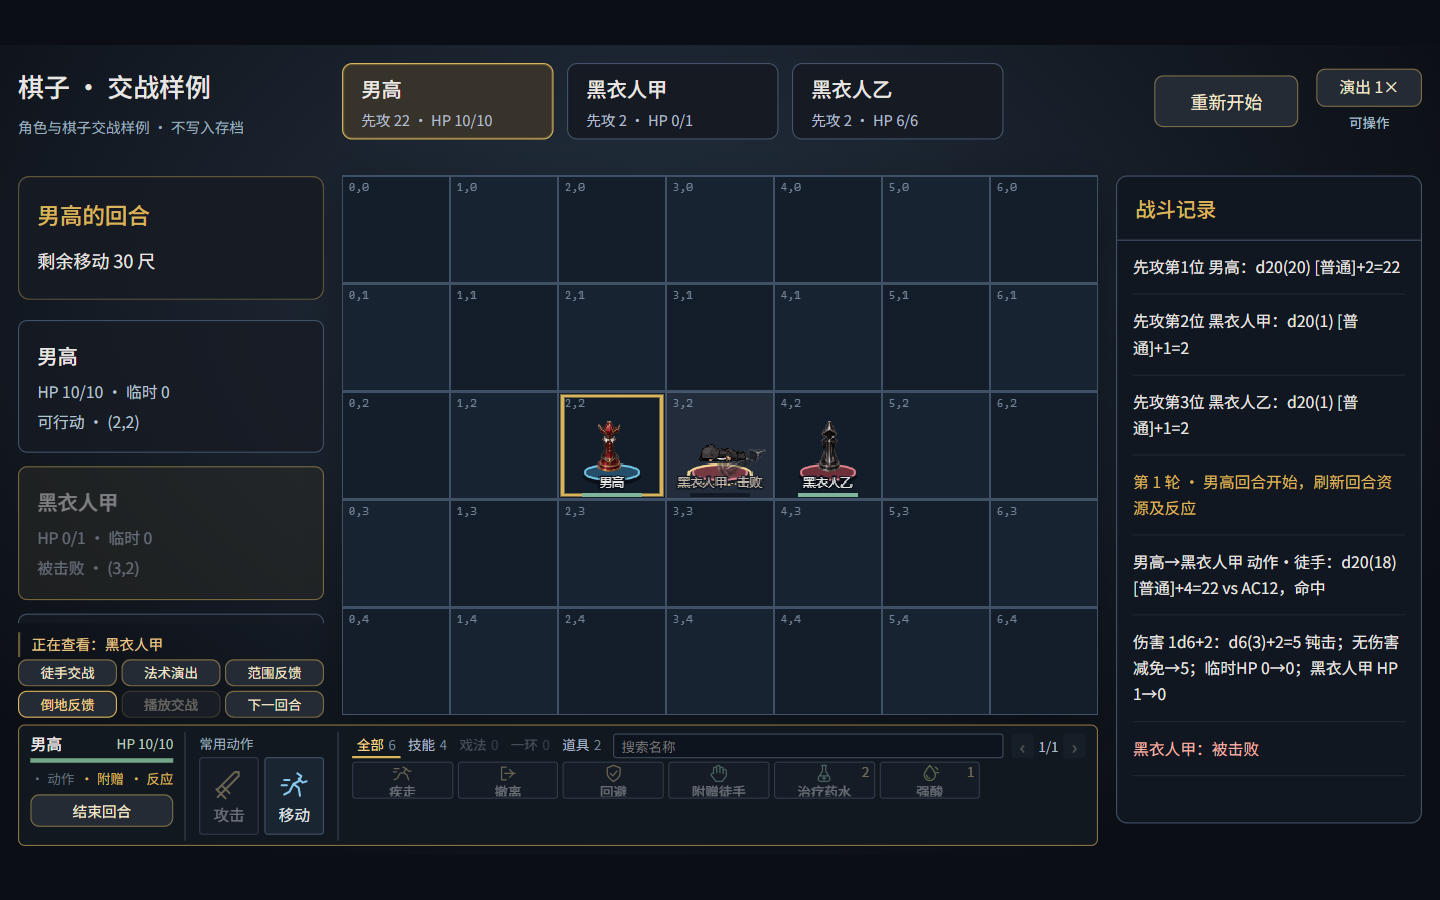 棋子 · 交战样例
角色与棋子交战样例 · 不写入存档
男高
先攻 22 · HP 10/10
黑衣人甲
先攻 2 · HP 0/1
黑衣人乙
先攻 2 · HP 6/6
重新开始
演出 1×
可操作
男高的回合
剩余移动 30 尺
男高
HP 10/10 · 临时 0
可行动 · (2,2)
黑衣人甲
HP 0/1 · 临时 0
被击败 · (3,2)
正在查看：黑衣人甲
徒手交战
法术演出
范围反馈
倒地反馈
播放交战
下一回合
0,0
1,0
2,0
3,0
4,0
5,0
6,0
0,1
1,1
2,1
3,1
4,1
5,1
6,1
0,2
1,2
2,2
3,2
4,2
5,2
6,2
男高
黑衣人甲·击败
黑衣人乙
0,3
1,3
2,3
3,3
4,3
5,3
6,3
0,4
1,4
2,4
3,4
4,4
5,4
6,4
战斗记录
先攻第1位 男高：d20(20) [普通]+2=22
先攻第2位 黑衣人甲：d20(1) [普
通]+1=2
先攻第3位 黑衣人乙：d20(1) [普
通]+1=2
第 1 轮 · 男高回合开始，刷新回合资
源及反应
男高→黑衣人甲 动作·徒手：d20(18)
[普通]+4=22 vs AC12，命中
伤害 1d6+2：d6(3)+2=5 钝击；无伤害
减免→5；临时HP 0→0；黑衣人甲 HP
1→0
黑衣人甲：被击败
男高
HP 10/10
· 动作 · 附赠 · 反应
结束回合
常用动作
攻击
移动
全部 6
技能 4
戏法 0
一环 0
道具 2
搜索名称
‹ 1/1 ›
疾走
撤离
回避
附赠徒手
治疗药水
2
强酸
1